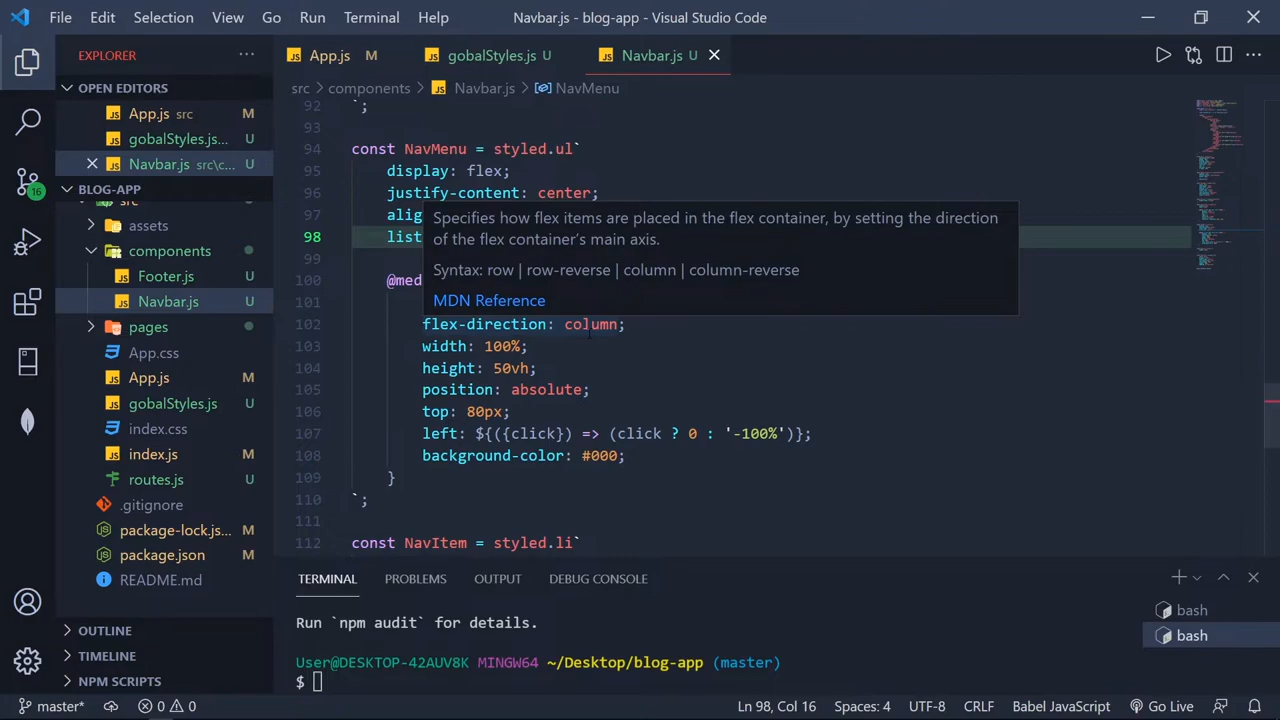 File Edit Selection View Go Run Terminal Help Navbar.js - blog-app - Visual Studio Code
EXPLORER
App.js M
gobalStyles.js U
Navbar.js U
OPEN EDITORS
src > components > Navbar.js > NavMenu
App.js src M
gobalStyles.js... U
Navbar.js src\c... U
BLOG-APP
src
assets
components
Footer.js U
Navbar.js U
pages
App.css
App.js M
gobalStyles.js U
index.css
index.js M
routes.js U
.gitignore
package-lock.js... M
package.json M
README.md
OUTLINE
TIMELINE
NPM SCRIPTS
92 `;
93
94 const NavMenu = styled.ul`
95 display: flex;
96 justify-content: center;
97 alig
98 list
99
100 @med
101
102 flex-direction: column;
103 width: 100%;
104 height: 50vh;
105 position: absolute;
106 top: 80px;
107 left: ${({click}) => (click ? 0 : '-100%')};
108 background-color: #000;
109 }
110 `;
111
112 const NavItem = styled.li`
Specifies how flex items are placed in the flex container, by setting the direction
of the flex container's main axis.
Syntax: row | row-reverse | column | column-reverse
MDN Reference
TERMINAL PROBLEMS OUTPUT DEBUG CONSOLE
Run `npm audit` for details.
User@DESKTOP-42AUV8K MINGW64 ~/Desktop/blog-app (master)
$
bash
bash
16
master* 0 0 Ln 98, Col 16 Spaces: 4 UTF-8 CRLF Babel JavaScript Go Live